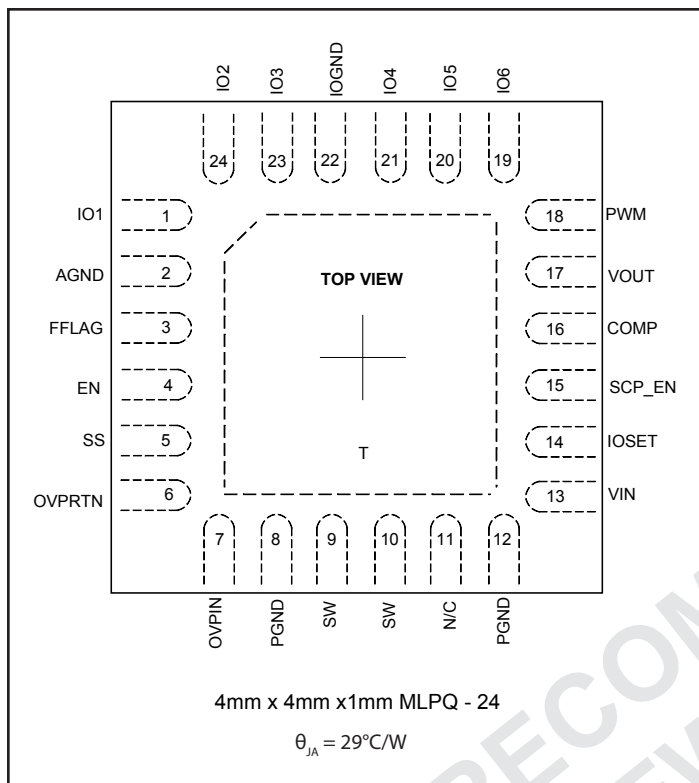 IO2 IO3 IOGND IO4 IO5 IO6
24 23 22 21 20 19
IO1 1 18 PWM
AGND 2 17 VOUT
TOP VIEW
FFLAG 3 16 COMP
EN 4 15 SCP_EN
SS 5 14 IOSET
T
OVPRTN 6 13 VIN
7 8 9 10 11 12
OVPIN PGND SW SW N/C PGND
4mm x 4mm x1mm MLPQ - 24
θJA = 29°C/W